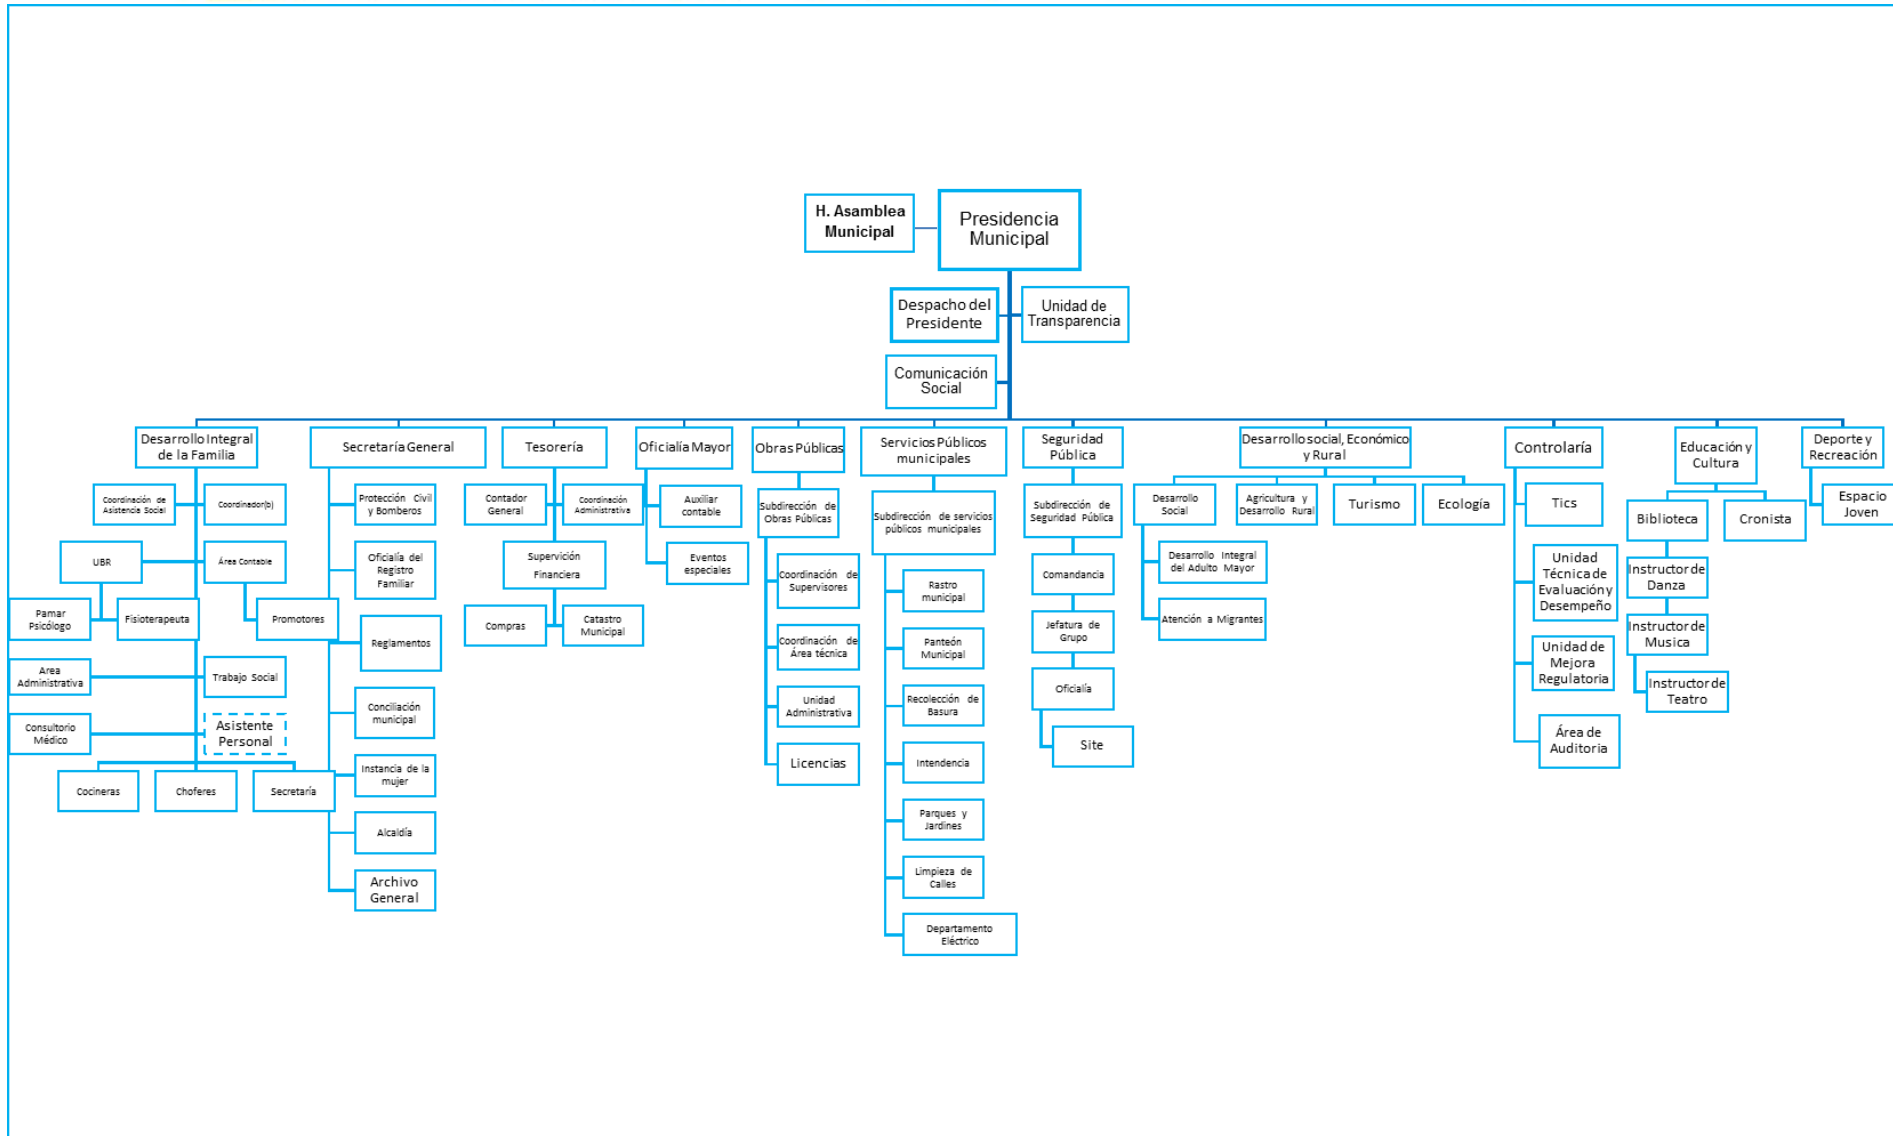 H. Asamblea
Municipal
Presidencia
Municipal
Despacho del
Presidente
Unidad de
Transparencia
Comunicación
Social
Desarrollo Integral
de la Familia
Coordinación de
Asistencia Social
Coordinador(b)
UBR
Área Contable
Pamar
Psicólogo
Fisioterapeuta
Promotores
Area
Administrativa
Trabajo Social
Consultorio
Médico
Asistente
Personal
Cocineras
Choferes
Secretaría
Secretaría General
Protección Civil
y Bomberos
Oficialía del
Registro
Familiar
Reglamentos
Conciliación
municipal
Instancia de la
mujer
Alcaldía
Archivo
General
Tesorería
Contador
General
Coordinación
Administrativa
Supervición
Financiera
Compras
Catastro
Municipal
Oficialia Mayor
Auxiliar
contable
Eventos
especiales
Obras Públicas
Subdirección de
Obras Públicas
Coordinación de
Supervisores
Coordinación de
Área técnica
Unidad
Administrativa
Licencias
Servicios Públicos
municipales
Subdirección de servicios
públicos municipales
Rastro
municipal
Panteón
Municipal
Recolección de
Basura
Intendencia
Parques y
Jardines
Limpieza de
Calles
Departamento
Eléctrico
Seguridad
Pública
Subdirección de
Seguridad Pública
Comandancia
Jefatura de
Grupo
Oficialía
Site
Desarrollo social, Económico
y Rural
Desarrollo
Social
Agricultura y
Desarrollo Rural
Turismo
Ecología
Desarrollo Integral
del Adulto Mayor
Atención a Migrantes
Controlaría
Tics
Unidad
Técnica de
Evaluación y
Desempeño
Unidad de
Mejora
Regulatoria
Área de
Auditoria
Educación y
Cultura
Biblioteca
Cronista
Instructor de
Danza
Instructor de
Musica
Instructor de
Teatro
Deporte y
Recreación
Espacio
Joven